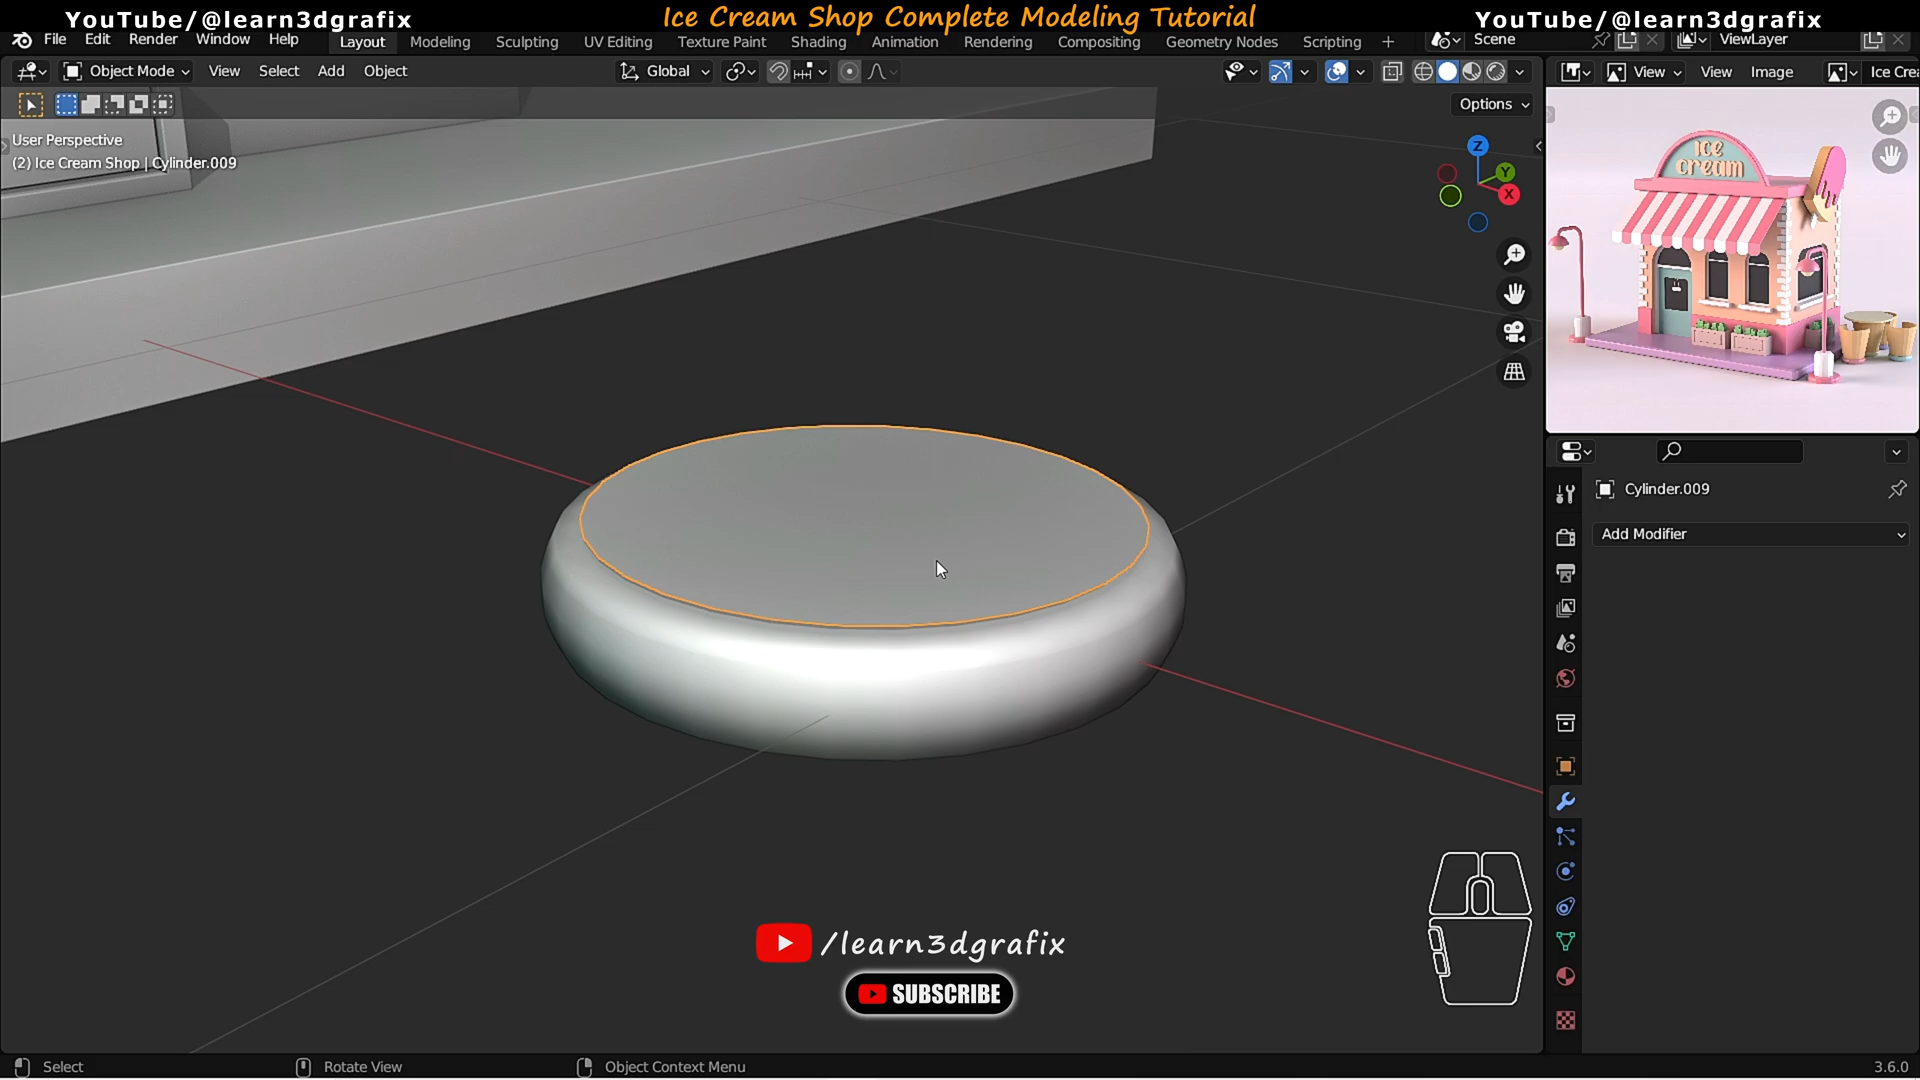 YouTube/@learn3dgrafix
Ice Cream Shop Complete Modeling Tutorial
YouTube/@learn3dgrafix
File Edit Render Window Help Layout Modeling Sculpting UV Editing Texture Paint Shading Animation Rendering Compositing Geometry Nodes Scripting + Scene ViewLayer
Object Mode View Select Add Object Global View View Image Ice Crea
Options
User Perspective
(2) Ice Cream Shop | Cylinder.009
Z
Y
X
ICE
cream
Cylinder.009
Add Modifier
/learn3dgrafix
SUBSCRIBE
Select Rotate View Object Context Menu 3.6.0